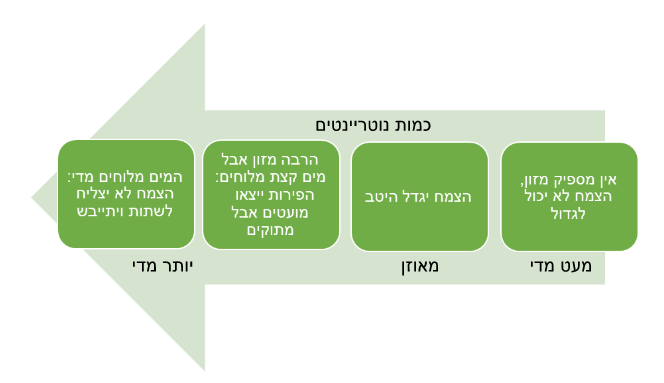 כמות נוטריינטים
אין מספיק מזון,
הצמח לא יכול
לגדול
הצמח יגדל היטב
הרבה מזון אבל
מים קצת מלוחים:
הפירות ייצאו
מועטים אבל
מתוקים
המים מלוחים מדי:
הצמח לא יצליח
לשתות ויתייבש
מעט מדי
מאוזן
יותר מדי